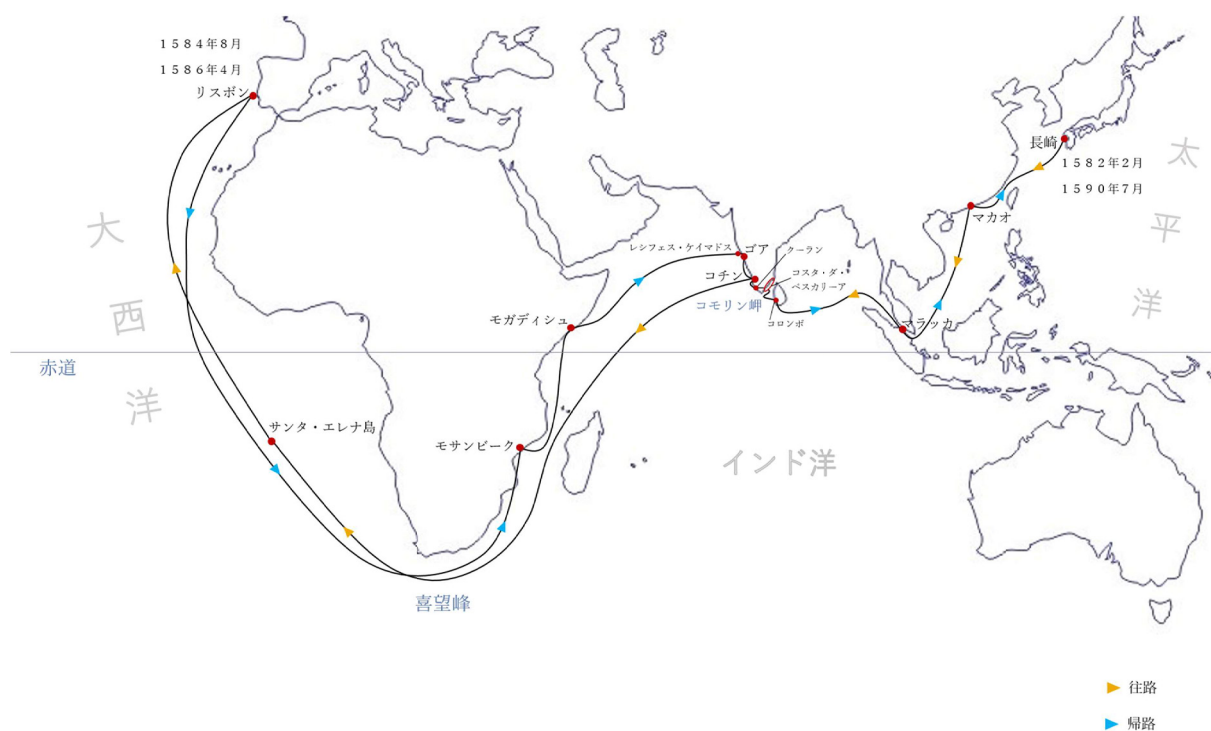 １５８４年８月
１５８６年４月
リスボン
長崎
１５８２年２月
１５９０年７月
太平洋
マカオ
大西洋
レシフェス・ケイマドス
ゴア
クーラン
コチン
コスタ・ダ・
ペスカリーア
コモリン岬
コロンボ
マラッカ
モガディシュ
赤道
サンタ・エレナ島
モサンビーク
インド洋
喜望峰
往路
帰路